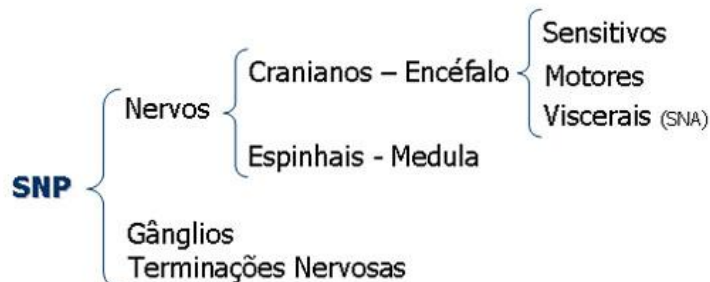 Sensitivos
Cranianos – Encéfalo
Motores
Nervos
Viscerais (SNA)
Espinhais - Medula
SNP
Gânglios
Terminações Nervosas